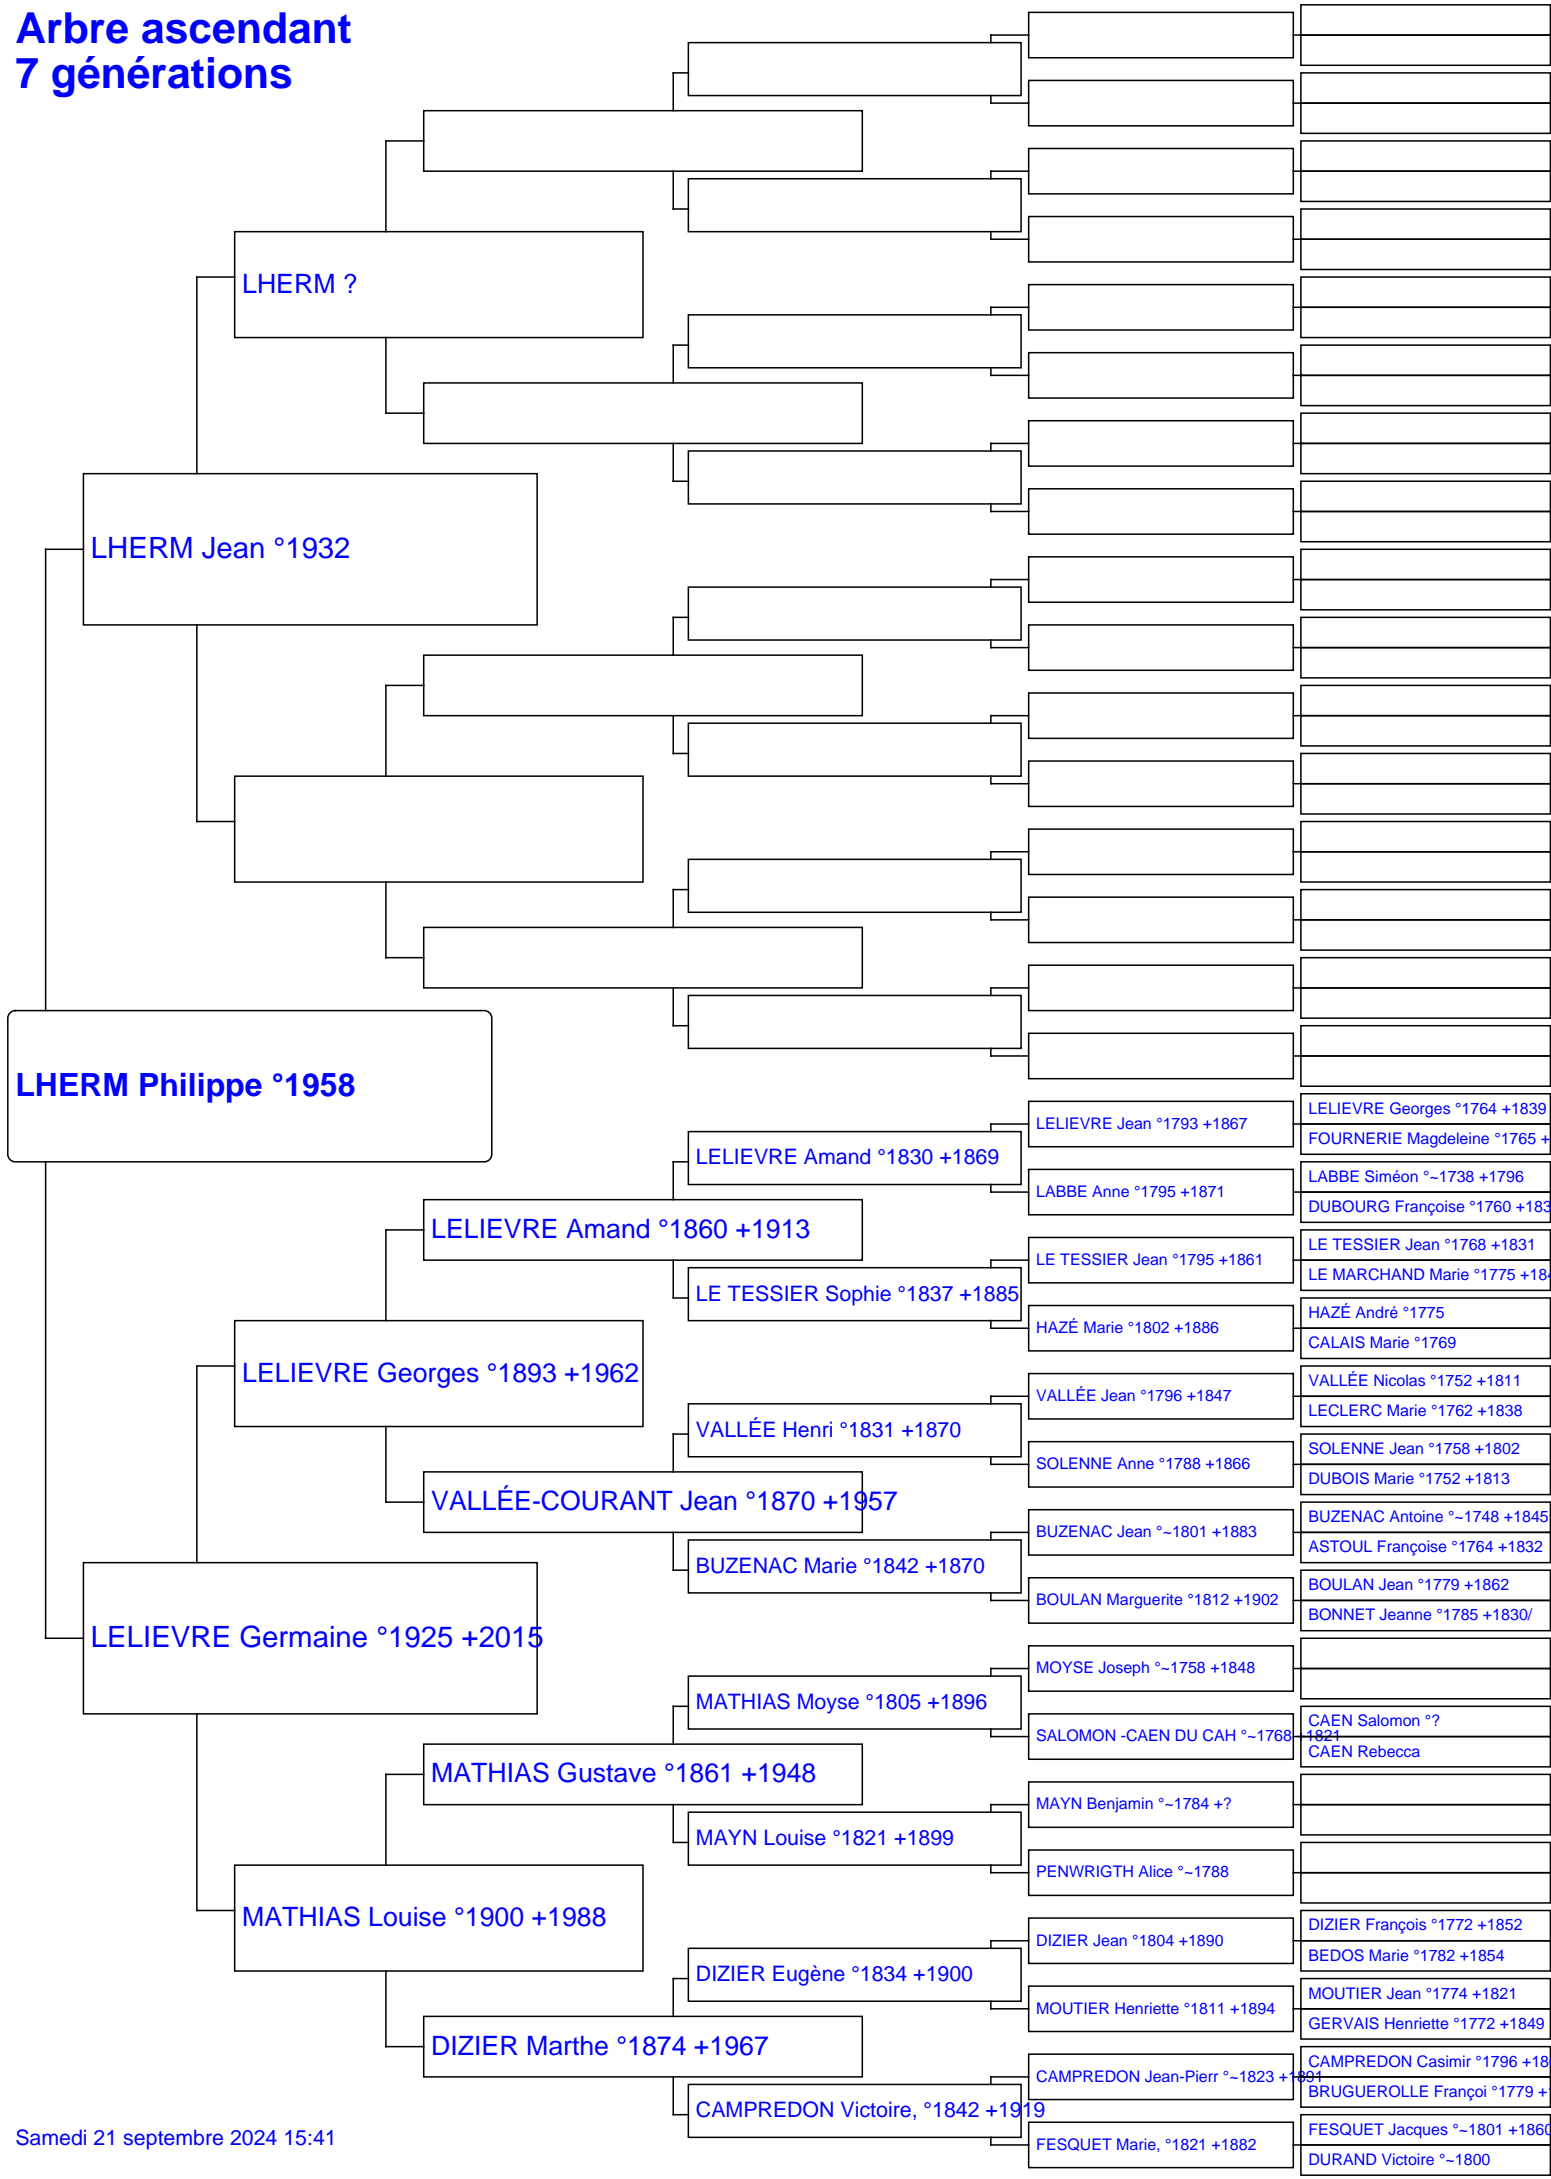 Arbre ascendant
7 générations
LHERM ?
LHERM Jean °1932
LHERM Philippe °1958
LELIEVRE Georges °1764 +1839
LELIEVRE Jean °1793 +1867
FOURNERIE Magdeleine °1765 +
LELIEVRE Amand °1830 +1869
LABBE Siméon °~1738 +1796
LABBE Anne °1795 +1871
DUBOURG Françoise °1760 +183
LELIEVRE Amand °1860 +1913
LE TESSIER Jean °1768 +1831
LE TESSIER Jean °1795 +1861
LE MARCHAND Marie °1775 +184
LE TESSIER Sophie °1837 +1885
HAZÉ André °1775
HAZÉ Marie °1802 +1886
CALAIS Marie °1769
LELIEVRE Georges °1893 +1962
VALLÉE Nicolas °1752 +1811
VALLÉE Jean °1796 +1847
LECLERC Marie °1762 +1838
VALLÉE Henri °1831 +1870
SOLENNE Jean °1758 +1802
SOLENNE Anne °1788 +1866
DUBOIS Marie °1752 +1813
VALLÉE-COURANT Jean °1870 +1957
BUZENAC Antoine °~1748 +1845
BUZENAC Jean °~1801 +1883
ASTOUL Françoise °1764 +1832
BUZENAC Marie °1842 +1870
BOULAN Jean °1779 +1862
BOULAN Marguerite °1812 +1902
BONNET Jeanne °1785 +1830/
LELIEVRE Germaine °1925 +2015
MOYSE Joseph °~1758 +1848
MATHIAS Moyse °1805 +1896
CAEN Salomon °?
SALOMON -CAEN DU CAH °~1768 +1821
CAEN Rebecca
MATHIAS Gustave °1861 +1948
MAYN Benjamin °~1784 +?
MAYN Louise °1821 +1899
PENWRIGTH Alice °~1788
MATHIAS Louise °1900 +1988
DIZIER François °1772 +1852
DIZIER Jean °1804 +1890
BEDOS Marie °1782 +1854
DIZIER Eugène °1834 +1900
MOUTIER Jean °1774 +1821
MOUTIER Henriette °1811 +1894
GERVAIS Henriette °1772 +1849
DIZIER Marthe °1874 +1967
CAMPREDON Casimir °1796 +18
CAMPREDON Jean-Pierr °~1823 +1891
BRUGUEROLLE Françoi °1779 +
CAMPREDON Victoire, °1842 +1919
FESQUET Jacques °~1801 +1860
FESQUET Marie, °1821 +1882
DURAND Victoire °~1800
Samedi 21 septembre 2024 15:41